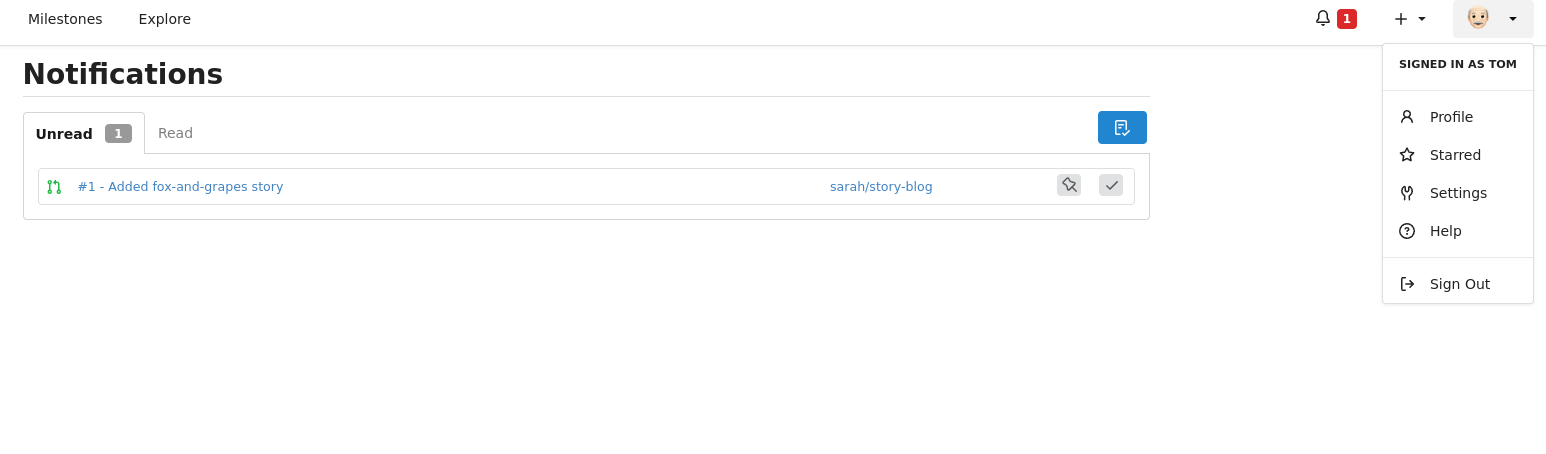 Milestones Explore 1
SIGNED IN AS TOM
Notifications
Unread 1 Read
Profile
Starred
#1 - Added fox-and-grapes story sarah/story-blog
Settings
Help
Sign Out